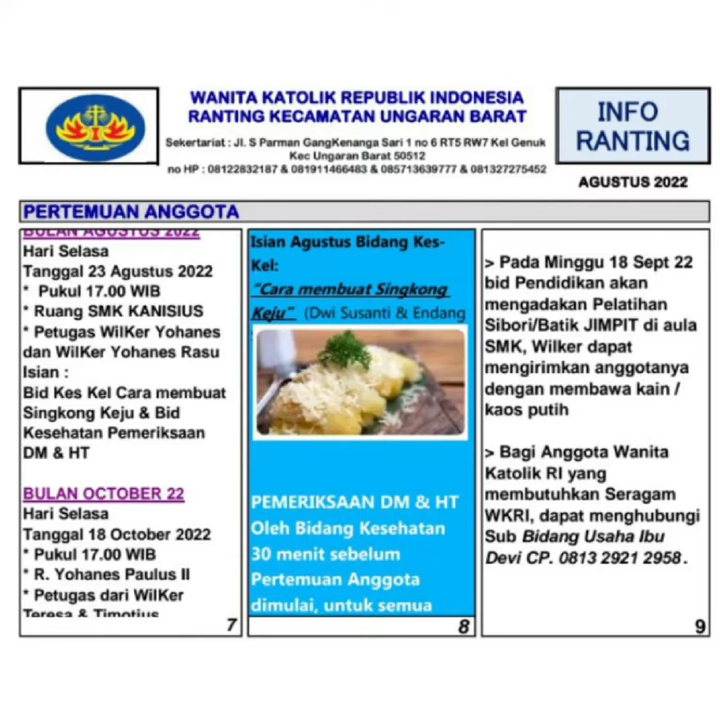 WANITA KATOLIK REPUBLIK INDONESIA
RANTING KECAMATAN UNGARAN BARAT
Sekertariat : Jl. S Parman GangKenanga Sari 1 no 6 RT5 RW7 Kel Genuk
Kec Ungaran Barat 50512
no HP : 08122832187 & 081911466483 & 085713639777 & 081327275452
INFO
RANTING
AGUSTUS 2022
PERTEMUAN ANGGOTA
BULAN AGUSTUS 2022
Hari Selasa
Tanggal 23 Agustus 2022
* Pukul 17.00 WIB
* Ruang SMK KANISIUS
* Petugas WilKer Yohanes
dan WilKer Yohanes Rasu
Isian :
Bid Kes Kel Cara membuat
Singkong Keju & Bid
Kesehatan Pemeriksaan
DM & HT
BULAN OCTOBER 22
Hari Selasa
Tanggal 18 October 2022
* Pukul 17.00 WIB
* R. Yohanes Paulus II
* Petugas dari WilKer
Teresa & Timotius
7
Isian Agustus Bidang Kes-
Kel:
“Cara membuat Singkong
Keju” (Dwi Susanti & Endang
PEMERIKSAAN DM & HT
Oleh Bidang Kesehatan
30 menit sebelum
Pertemuan Anggota
dimulai, untuk semua
8
> Pada Minggu 18 Sept 22
bid Pendidikan akan
mengadakan Pelatihan
Sibori/Batik JIMPIT di aula
SMK, Wilker dapat
mengirimkan anggotanya
dengan membawa kain /
kaos putih
> Bagi Anggota Wanita
Katolik RI yang
membutuhkan Seragam
WKRI, dapat menghubungi
Sub Bidang Usaha Ibu
Devi CP. 0813 2921 2958.
9